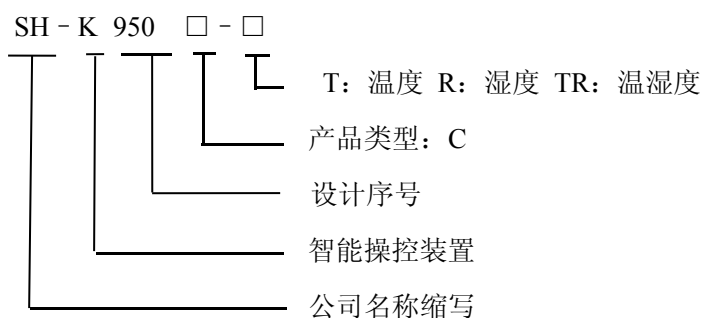 SH-K 950 □-□
T：温度 R：湿度 TR：温湿度
产品类型：C
设计序号
智能操控装置
公司名称缩写